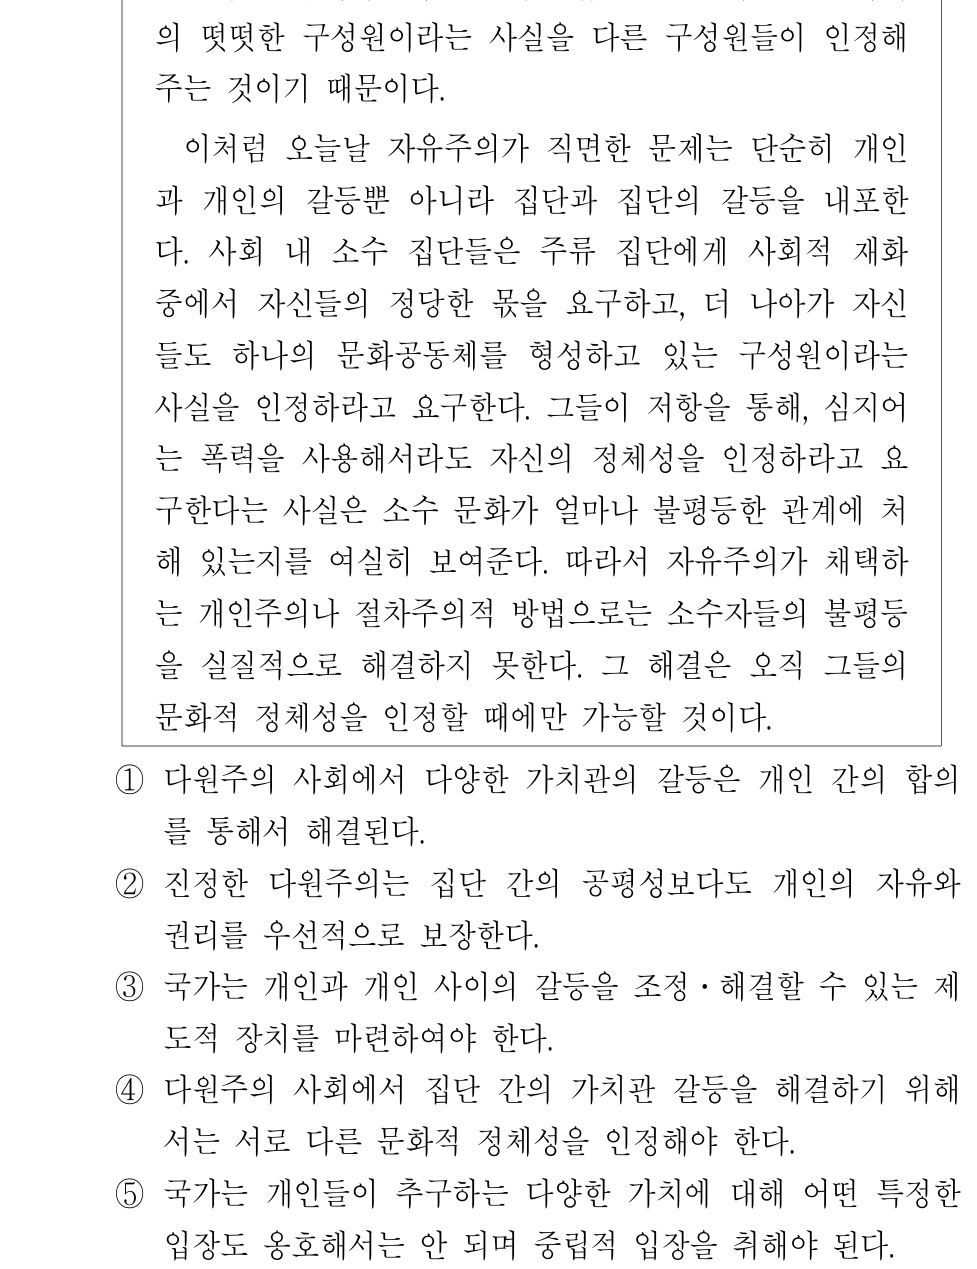 의 떳떳한 구성원이라는 사실을 다른 구성원들이 인정해
주는 것이기 때문이다.
이처럼 오늘날 자유주의가 직면한 문제는 단순히 개인
과 개인의 갈등뿐 아니라 집단과 집단의 갈등을 내포한
다. 사회 내 소수 집단들은 주류 집단에게 사회적 재화
중에서 자신들의 정당한 몫을 요구하고, 더 나아가 자신
들도 하나의 문화공동체를 형성하고 있는 구성원이라는
사실을 인정하라고 요구한다. 그들이 저항을 통해, 심지어
는 폭력을 사용해서라도 자신의 정체성을 인정하라고 요
구한다는 사실은 소수 문화가 얼마나 불평등한 관계에 처
해 있는지를 여실히 보여준다. 따라서 자유주의가 채택하
는 개인주의나 절차주의적 방법으로는 소수자들의 불평등
을 실질적으로 해결하지 못한다. 그 해결은 오직 그들의
문화적 정체성을 인정할 때에만 가능할 것이다.
① 다원주의 사회에서 다양한 가치관의 갈등은 개인 간의 합의
를 통해서 해결된다.
② 진정한 다원주의는 집단 간의 공평성보다도 개인의 자유와
권리를 우선적으로 보장한다.
③ 국가는 개인과 개인 사이의 갈등을 조정·해결할 수 있는 제
도적 장치를 마련하여야 한다.
④ 다원주의 사회에서 집단 간의 가치관 갈등을 해결하기 위해
서는 서로 다른 문화적 정체성을 인정해야 한다.
⑤ 국가는 개인들이 추구하는 다양한 가치에 대해 어떤 특정한
입장도 옹호해서는 안 되며 중립적 입장을 취해야 된다.